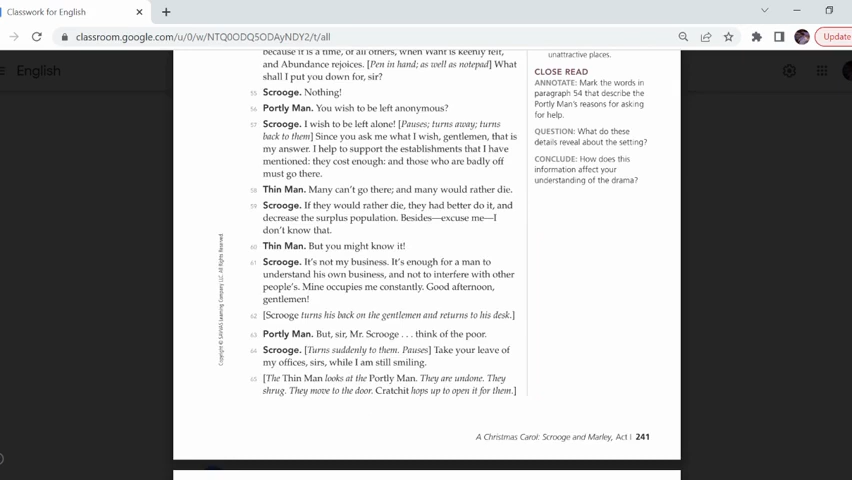 Classwork for English
classroom.google.com/u/0/w/NTQ0ODQ5ODAyNDY2/t/all
Update
English
because it is a time, of all others, when Want is keenly felt,
and Abundance rejoices. [Pen in hand; as well as notepad] What
shall I put you down for, sir?
55 Scrooge. Nothing!
56 Portly Man. You wish to be left anonymous?
57 Scrooge. I wish to be left alone! [Pauses; turns away; turns
back to them] Since you ask me what I wish, gentlemen, that is
my answer. I help to support the establishments that I have
mentioned: they cost enough: and those who are badly off
must go there.
58 Thin Man. Many can't go there; and many would rather die.
59 Scrooge. If they would rather die, they had better do it, and
decrease the surplus population. Besides—excuse me—I
don't know that.
60 Thin Man. But you might know it!
61 Scrooge. It's not my business. It's enough for a man to
understand his own business, and not to interfere with other
people's. Mine occupies me constantly. Good afternoon,
gentlemen!
62 [Scrooge turns his back on the gentlemen and returns to his desk.]
63 Portly Man. But, sir, Mr. Scrooge . . . think of the poor.
64 Scrooge. [Turns suddenly to them. Pauses] Take your leave of
my offices, sirs, while I am still smiling.
65 [The Thin Man looks at the Portly Man. They are undone. They
shrug. They move to the door. Cratchit hops up to open it for them.]
unattractive places.
CLOSE READ
ANNOTATE: Mark the words in
paragraph 54 that describe the
Portly Man's reasons for asking
for help.
QUESTION: What do these
details reveal about the setting?
CONCLUDE: How does this
information affect your
understanding of the drama?
Copyright © SAVVAS Learning Company LLC. All Rights Reserved.
A Christmas Carol: Scrooge and Marley, Act I 241